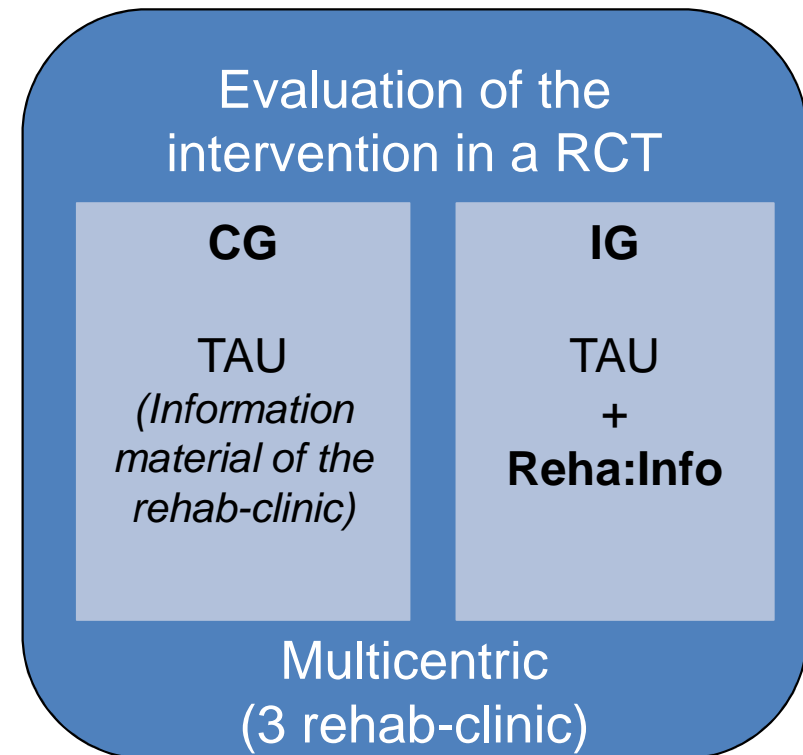 Evaluation of the
intervention in a RCT
CG
TAU
(Information
material of the
rehab-clinic)
IG
TAU
+
Reha:Info
Multicentric
(3 rehab-clinic)